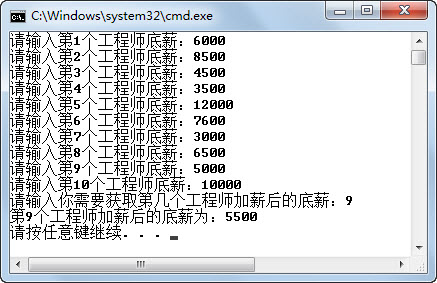 C:\Windows\system32\cmd.exe
请输入第1个工程师底薪：6000
请输入第2个工程师底薪：8500
请输入第3个工程师底薪：4500
请输入第4个工程师底薪：3500
请输入第5个工程师底薪：12000
请输入第6个工程师底薪：7600
请输入第7个工程师底薪：3000
请输入第8个工程师底薪：6500
请输入第9个工程师底薪：5000
请输入第10个工程师底薪：10000
请输入你需要获取第几个工程师加薪后的底薪：9
第9个工程师加薪后的底薪为：5500
请按任意键继续. . .